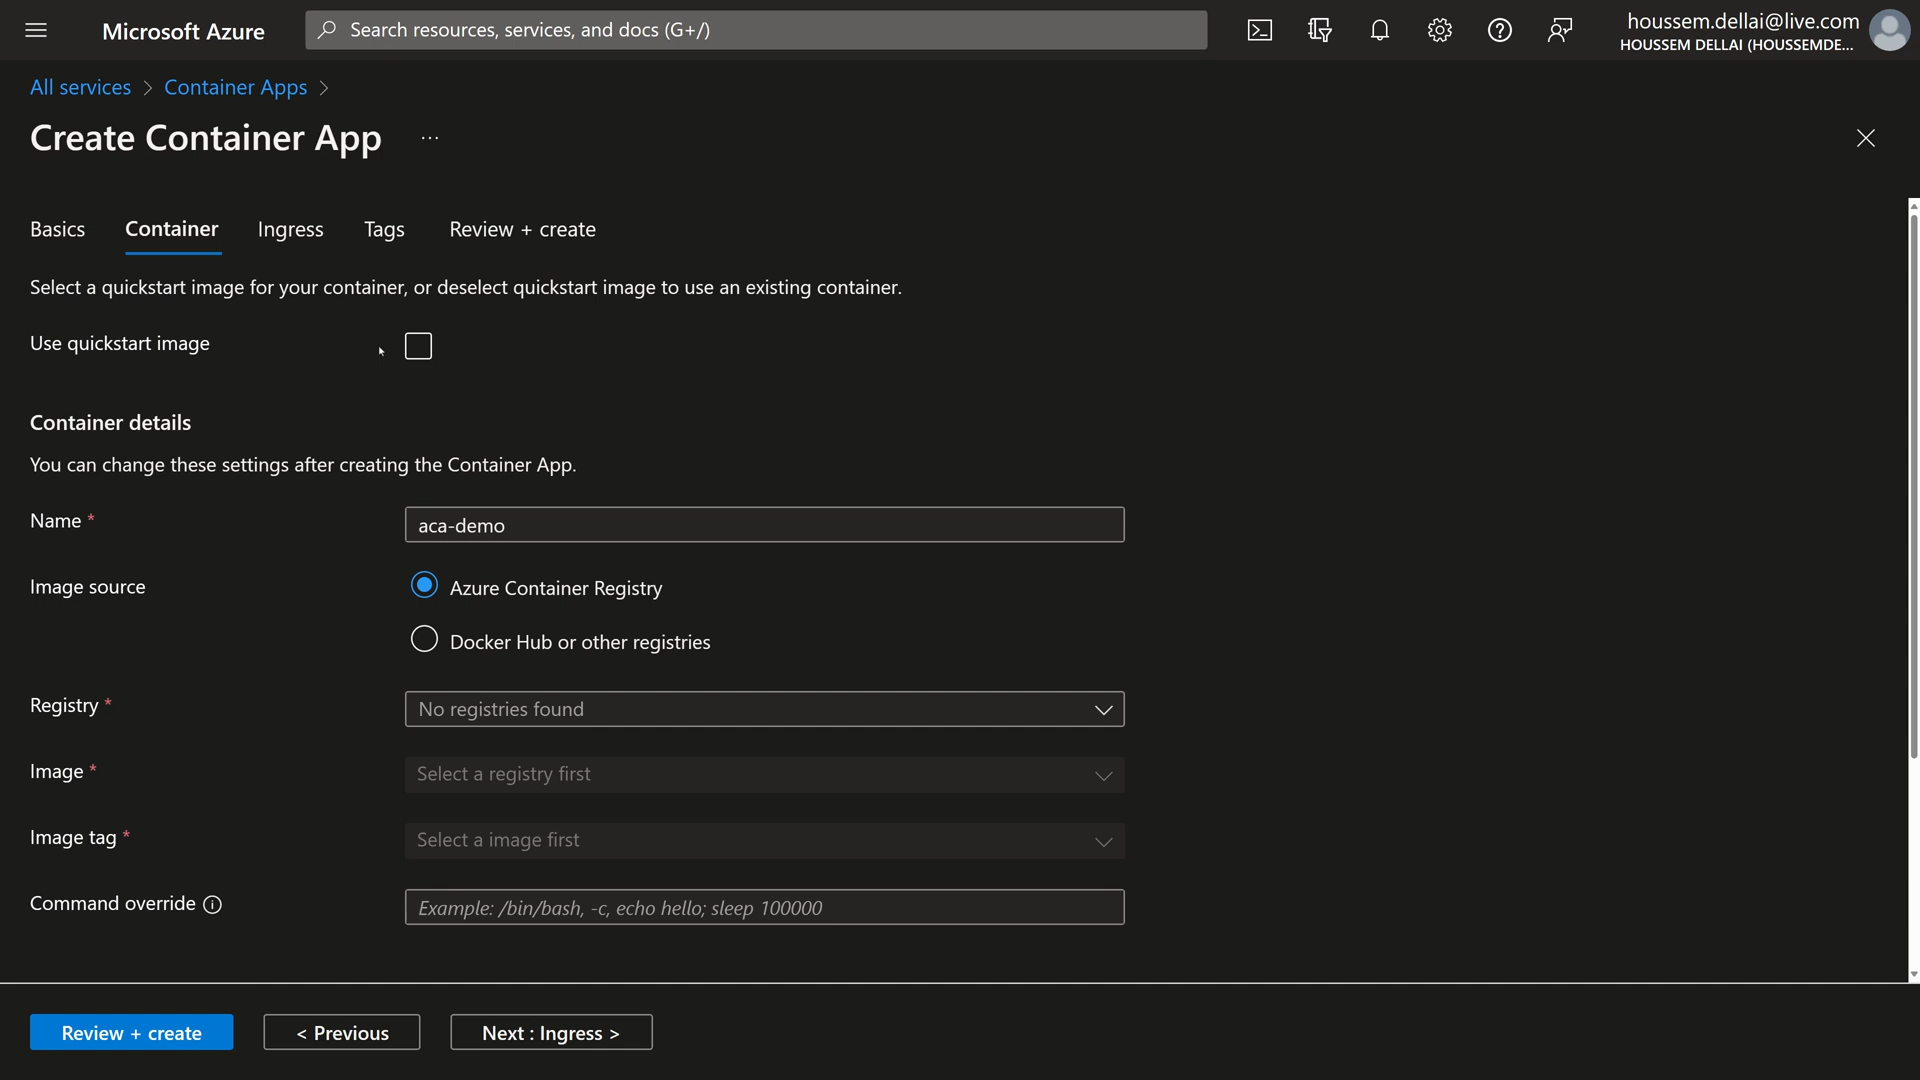 Microsoft Azure
Search resources, services, and docs (G+/)
houssem.dellai@live.com
HOUSSEM DELLAI (HOUSSEMDE...
All services > Container Apps >
Create Container App ...
Basics Container Ingress Tags Review + create
Select a quickstart image for your container, or deselect quickstart image to use an existing container.
Use quickstart image
Container details
You can change these settings after creating the Container App.
Name * aca-demo
Image source Azure Container Registry
Docker Hub or other registries
Registry * No registries found
Image * Select a registry first
Image tag * Select a image first
Command override Example: /bin/bash, -c, echo hello; sleep 100000
Review + create < Previous Next : Ingress >